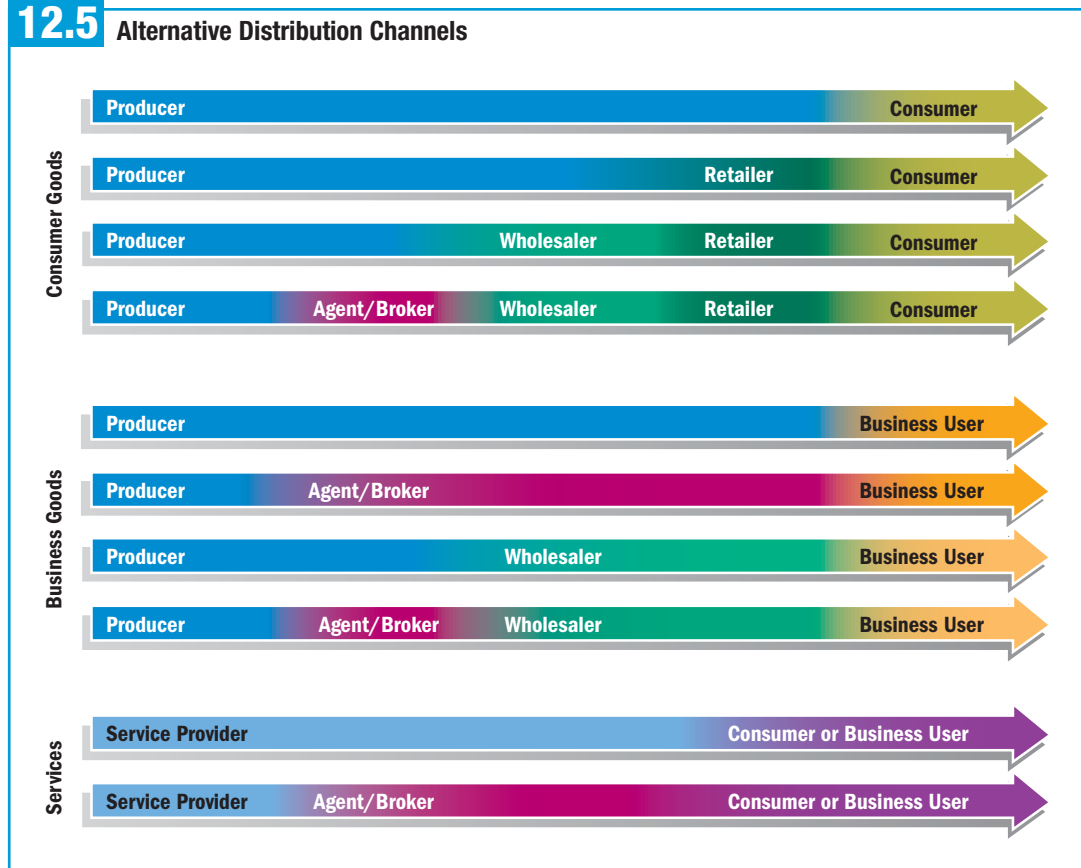 12.5 Alternative Distribution Channels
Consumer Goods
Producer Consumer
Producer Retailer Consumer
Producer Wholesaler Retailer Consumer
Producer Agent/Broker Wholesaler Retailer Consumer
Business Goods
Producer Business User
Producer Agent/Broker Business User
Producer Wholesaler Business User
Producer Agent/Broker Wholesaler Business User
Services
Service Provider Consumer or Business User
Service Provider Agent/Broker Consumer or Business User